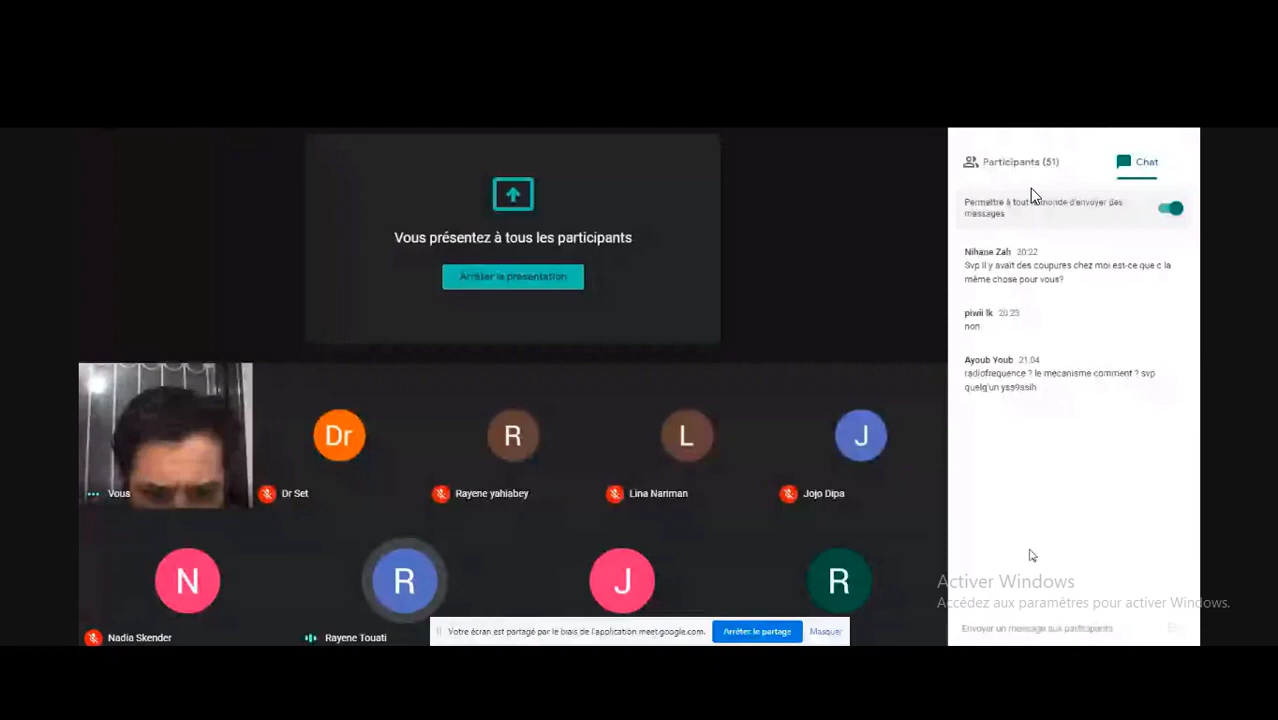 Participants (51)
Chat
Permettre à tout le monde d'envoyer des
messages
Vous présentez à tous les participants
Arrêter la présentation
Nihane Zah 20:22
Svp il y avait des coupures chez moi est-ce que c la
même chose pour vous?
piwii lk 20:23
non
Ayoub Youb 21:04
radiofrequence ? le mecanisme comment ? svp
quelq'un yss9ssih
Dr
R
L
J
Vous
Dr Set
Rayene yahiabey
Lina Nariman
Jojo Dipa
N
R
J
R
Activer Windows
Accédez aux paramètres pour activer Windows.
Nadia Skender
Rayene Touati
Votre écran est partagé par le biais de l'application meet.google.com.
Arrêter le partage
Masquer
Envoyer un message aux participants